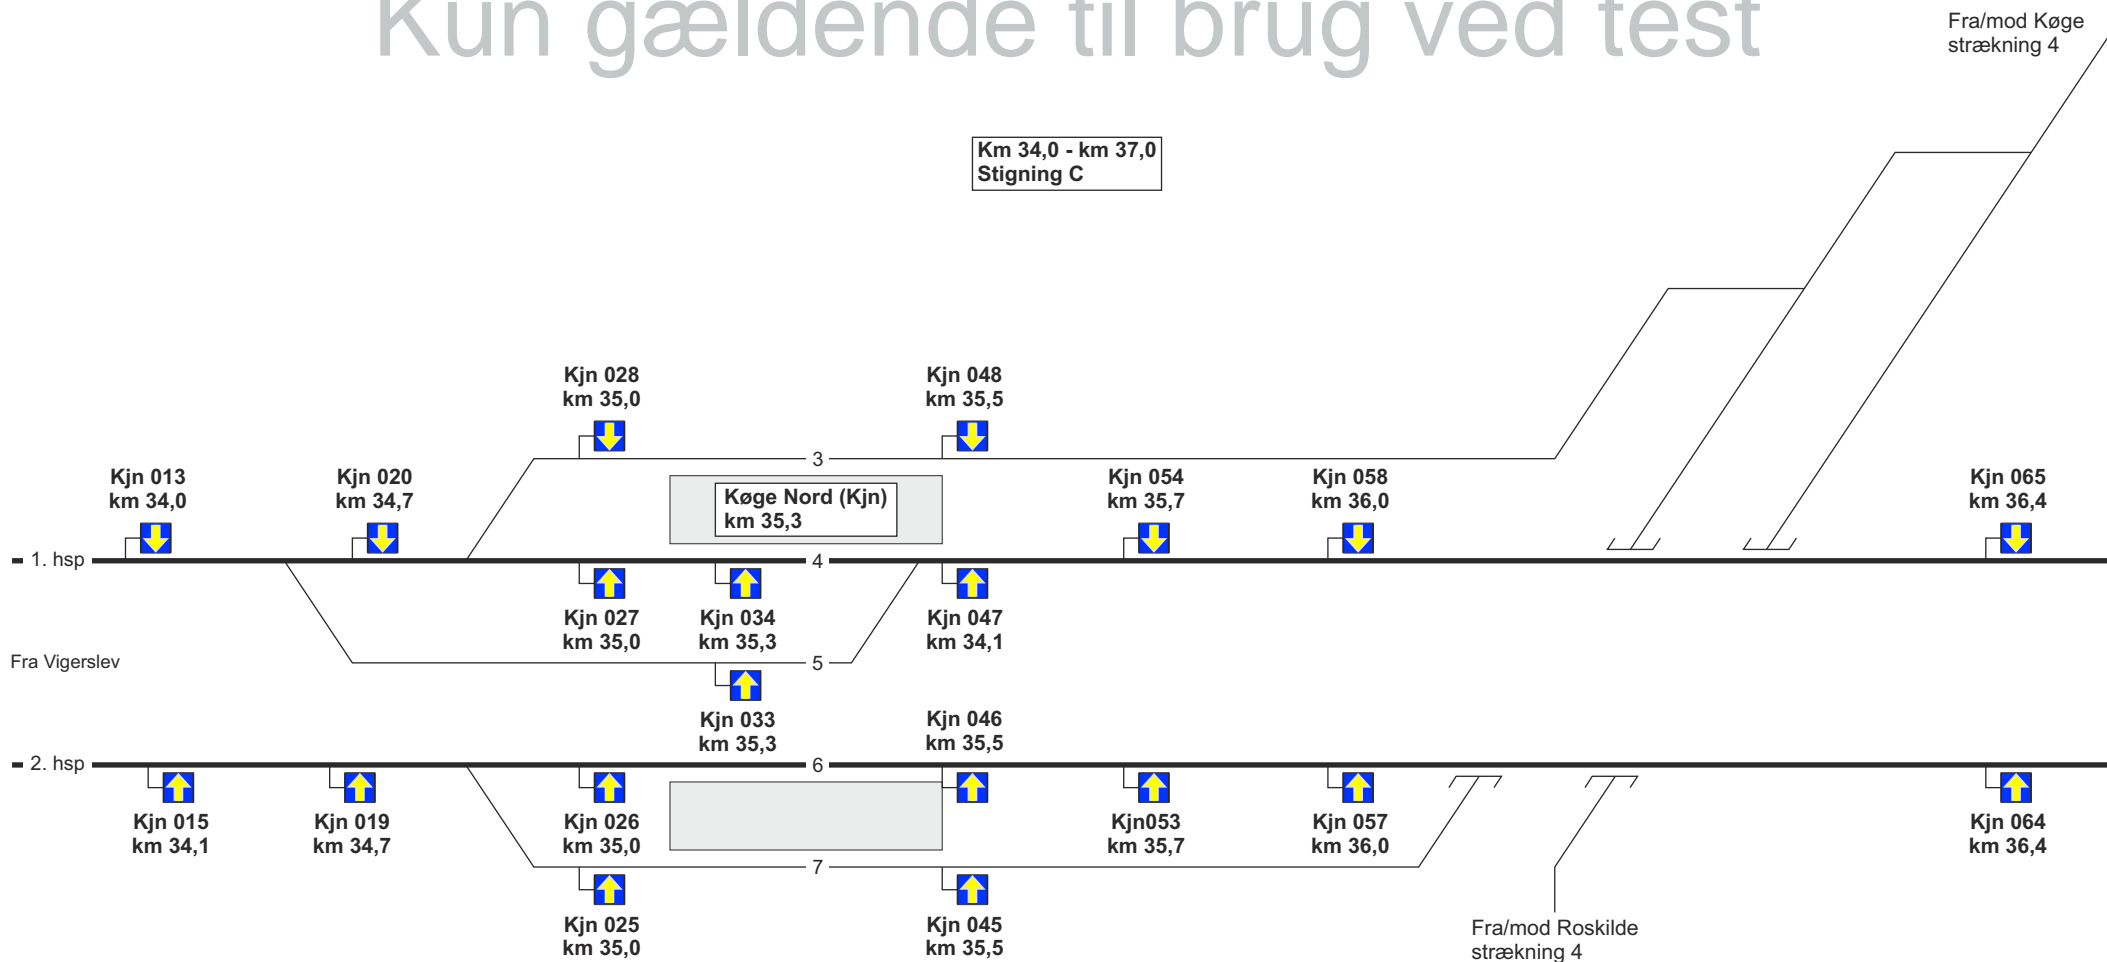 Kun gældende til brug ved test
Fra/mod Køge
strækning 4
Km 34,0 - km 37,0
Stigning C
Kjn 028
km 35,0
Kjn 048
km 35,5
3
Kjn 013
km 34,0
Kjn 020
km 34,7
Køge Nord (Kjn)
km 35,3
Kjn 054
km 35,7
Kjn 058
km 36,0
Kjn 065
km 36,4
1. hsp
4
Kjn 027
km 35,0
Kjn 034
km 35,3
Kjn 047
km 34,1
Fra Vigerslev
5
Kjn 033
km 35,3
Kjn 046
km 35,5
2. hsp
6
Kjn 015
km 34,1
Kjn 019
km 34,7
Kjn 026
km 35,0
Kjn053
km 35,7
Kjn 057
km 36,0
Kjn 064
km 36,4
7
Kjn 025
km 35,0
Kjn 045
km 35,5
Fra/mod Roskilde
strækning 4